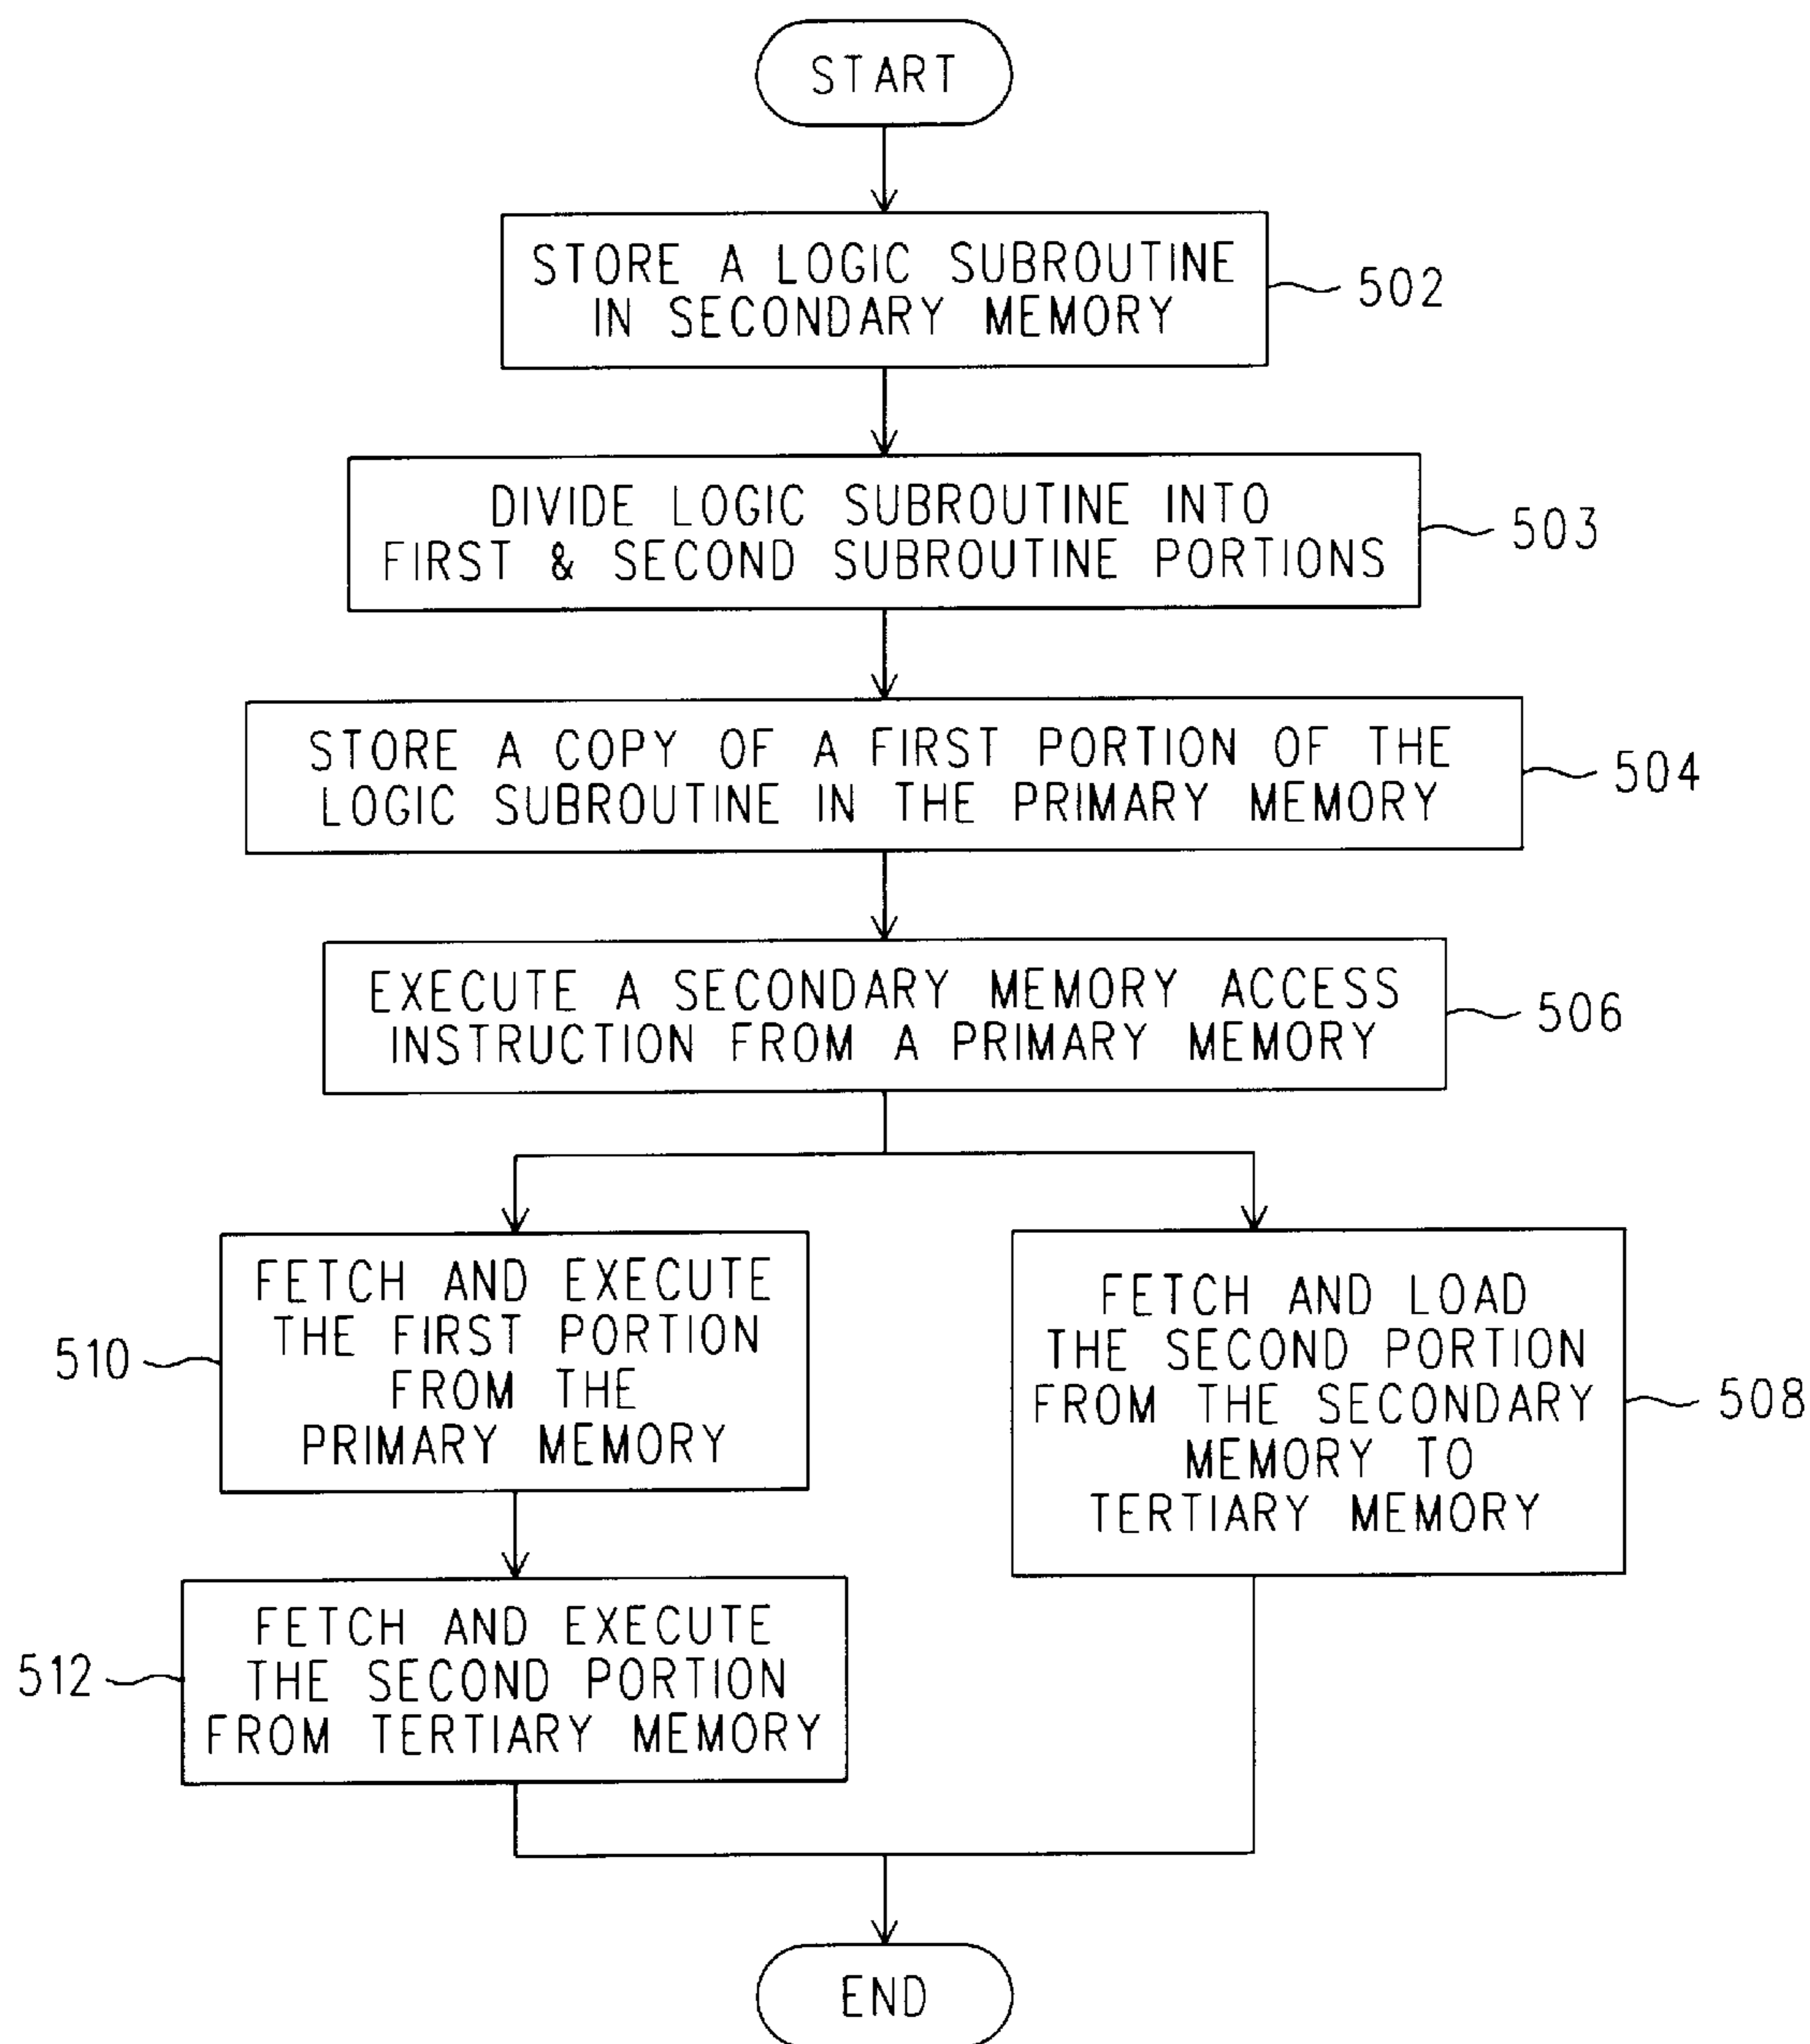 START
STORE A LOGIC SUBROUTINE
IN SECONDARY MEMORY
502
DIVIDE LOGIC SUBROUTINE INTO
FIRST & SECOND SUBROUTINE PORTIONS
503
STORE A COPY OF A FIRST PORTION OF THE
LOGIC SUBROUTINE IN THE PRIMARY MEMORY
504
EXECUTE A SECONDARY MEMORY ACCESS
INSTRUCTION FROM A PRIMARY MEMORY
506
FETCH AND EXECUTE
THE FIRST PORTION
FROM THE
PRIMARY MEMORY
510
FETCH AND LOAD
THE SECOND PORTION
FROM THE SECONDARY
MEMORY TO
TERTIARY MEMORY
508
FETCH AND EXECUTE
THE SECOND PORTION
FROM TERTIARY MEMORY
512
END